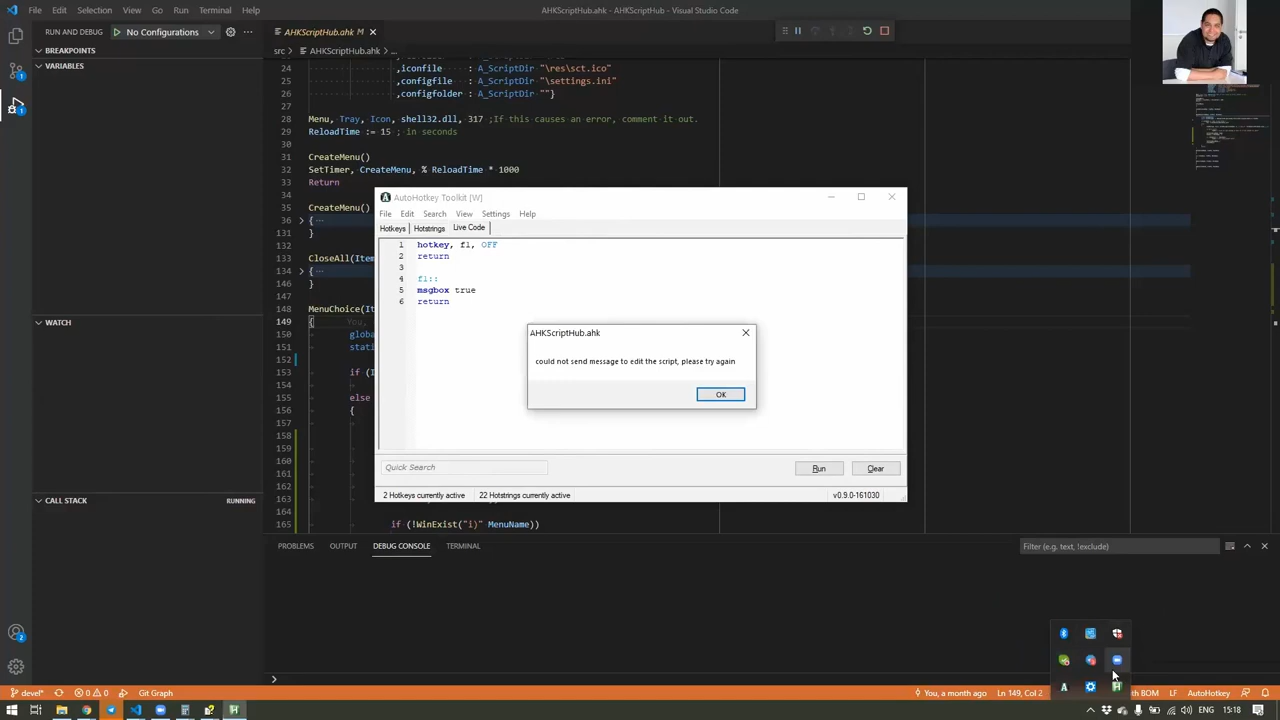 File Edit Selection View Go Run Terminal Help
AHKScriptHub.ahk - AHKScriptHub - Visual Studio Code
RUN AND DEBUG No Configurations
AHKScriptHub.ahk M
BREAKPOINTS
src > AHKScriptHub.ahk > ...
VARIABLES
24 ,iconfile : A_ScriptDir "\res\sct.ico"
25 ,configfile : A_ScriptDir "\settings.ini"
26 ,configfolder : A_ScriptDir ""}
27
28 Menu, Tray, Icon, shell32.dll, 317 ;If this causes an error, comment it out.
29 ReloadTime := 15 ; in seconds
30
31 CreateMenu()
32 SetTimer, CreateMenu, % ReloadTime * 1000
33 Return
34
35 CreateMenu()
36 {
131 }
132
133 CloseAll(Item
134 {
146 }
147
148 MenuChoice(It
149 { You,
150 globa
151 stati
152
153 if (I
154
155 else
156 {
157
158
159
160
161
162
163
164 if (!WinExist("i)" MenuName))
165
AutoHotkey Toolkit [W]
File Edit Search View Settings Help
Hotkeys Hotstrings Live Code
1 hotkey, f1, OFF
2 return
3
4 f1::
5 msgbox true
6 return
AHKScriptHub.ahk
could not send message to edit the script, please try again
OK
Quick Search
Run Clear
2 Hotkeys currently active 22 Hotstrings currently active v0.9.0-161030
WATCH
CALL STACK RUNNING
PROBLEMS OUTPUT DEBUG CONSOLE TERMINAL
Filter (e.g. text, !exclude)
devel* 0 0 Git Graph
You, a month ago Ln 149, Col 2 with BOM LF AutoHotkey
ENG 15:18